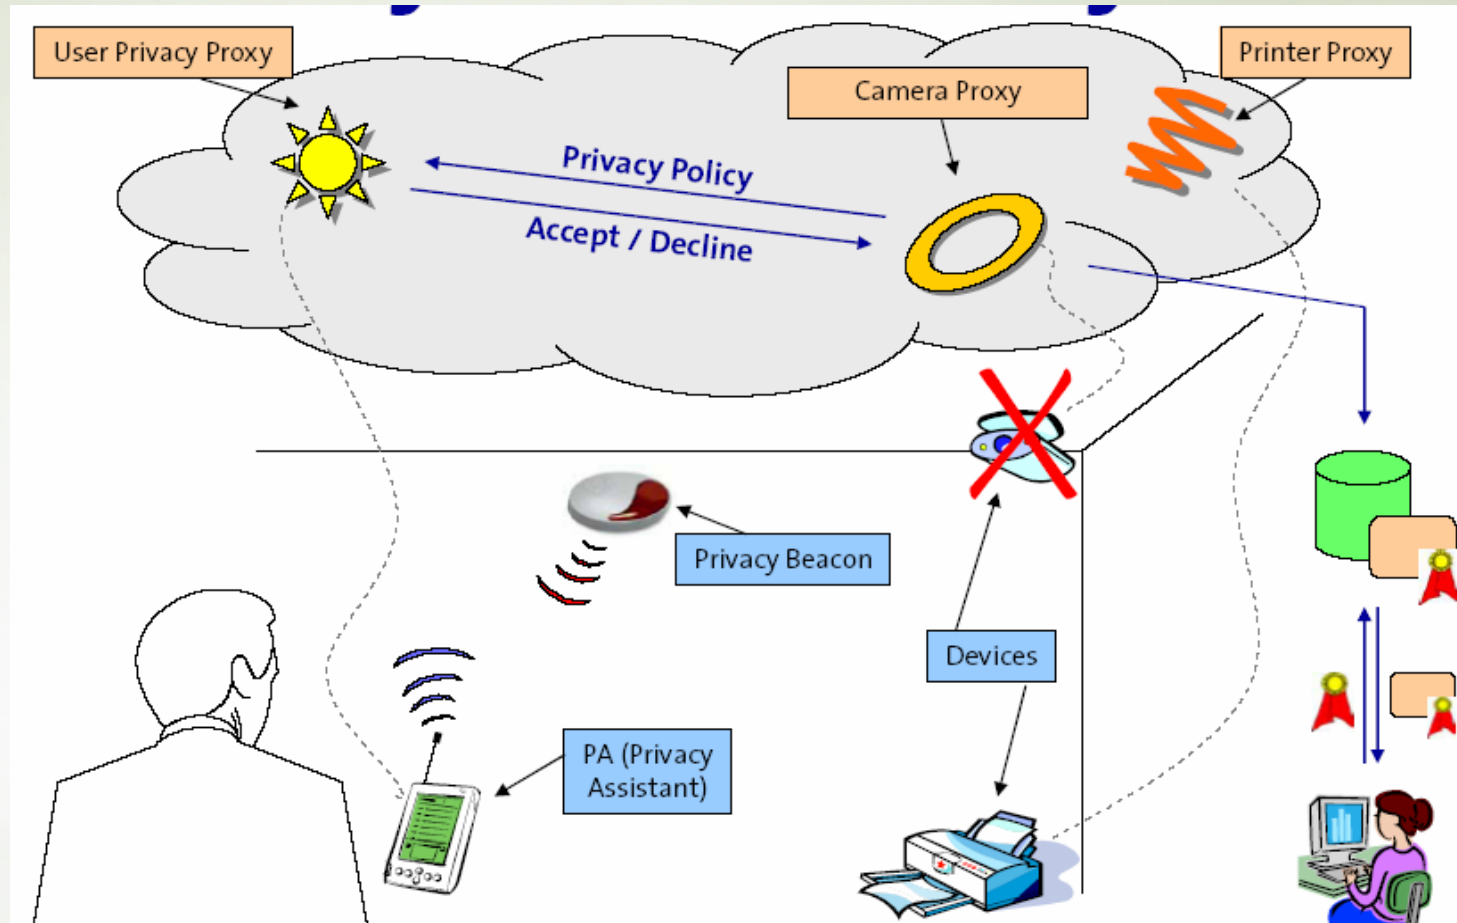 User Privacy Proxy
Printer Proxy
Camera Proxy
Privacy Policy
Accept / Decline
Privacy Beacon
Devices
PA (Privacy
Assistant)